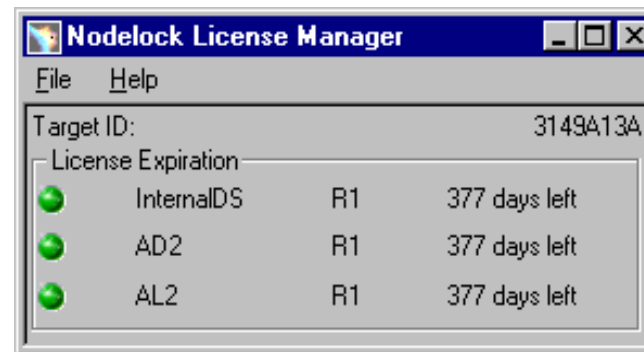 Nodelock License Manager
File Help
Target ID: 3149A13A
License Expiration
InternalDS R1 377 days left
AD2 R1 377 days left
AL2 R1 377 days left